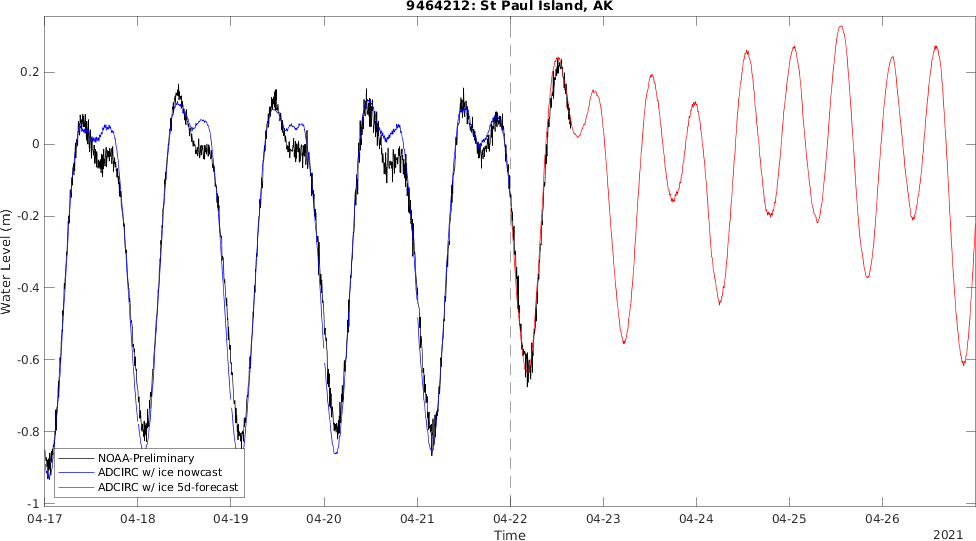 9464212: St Paul Island, AK
Water Level (m)
0.2
0
-0.2
-0.4
-0.6
-0.8
-1
NOAA-Preliminary
ADCIRC w/ ice nowcast
ADCIRC w/ ice 5d-forecast
04-17 04-18 04-19 04-20 04-21 04-22 04-23 04-24 04-25 04-26
Time
2021